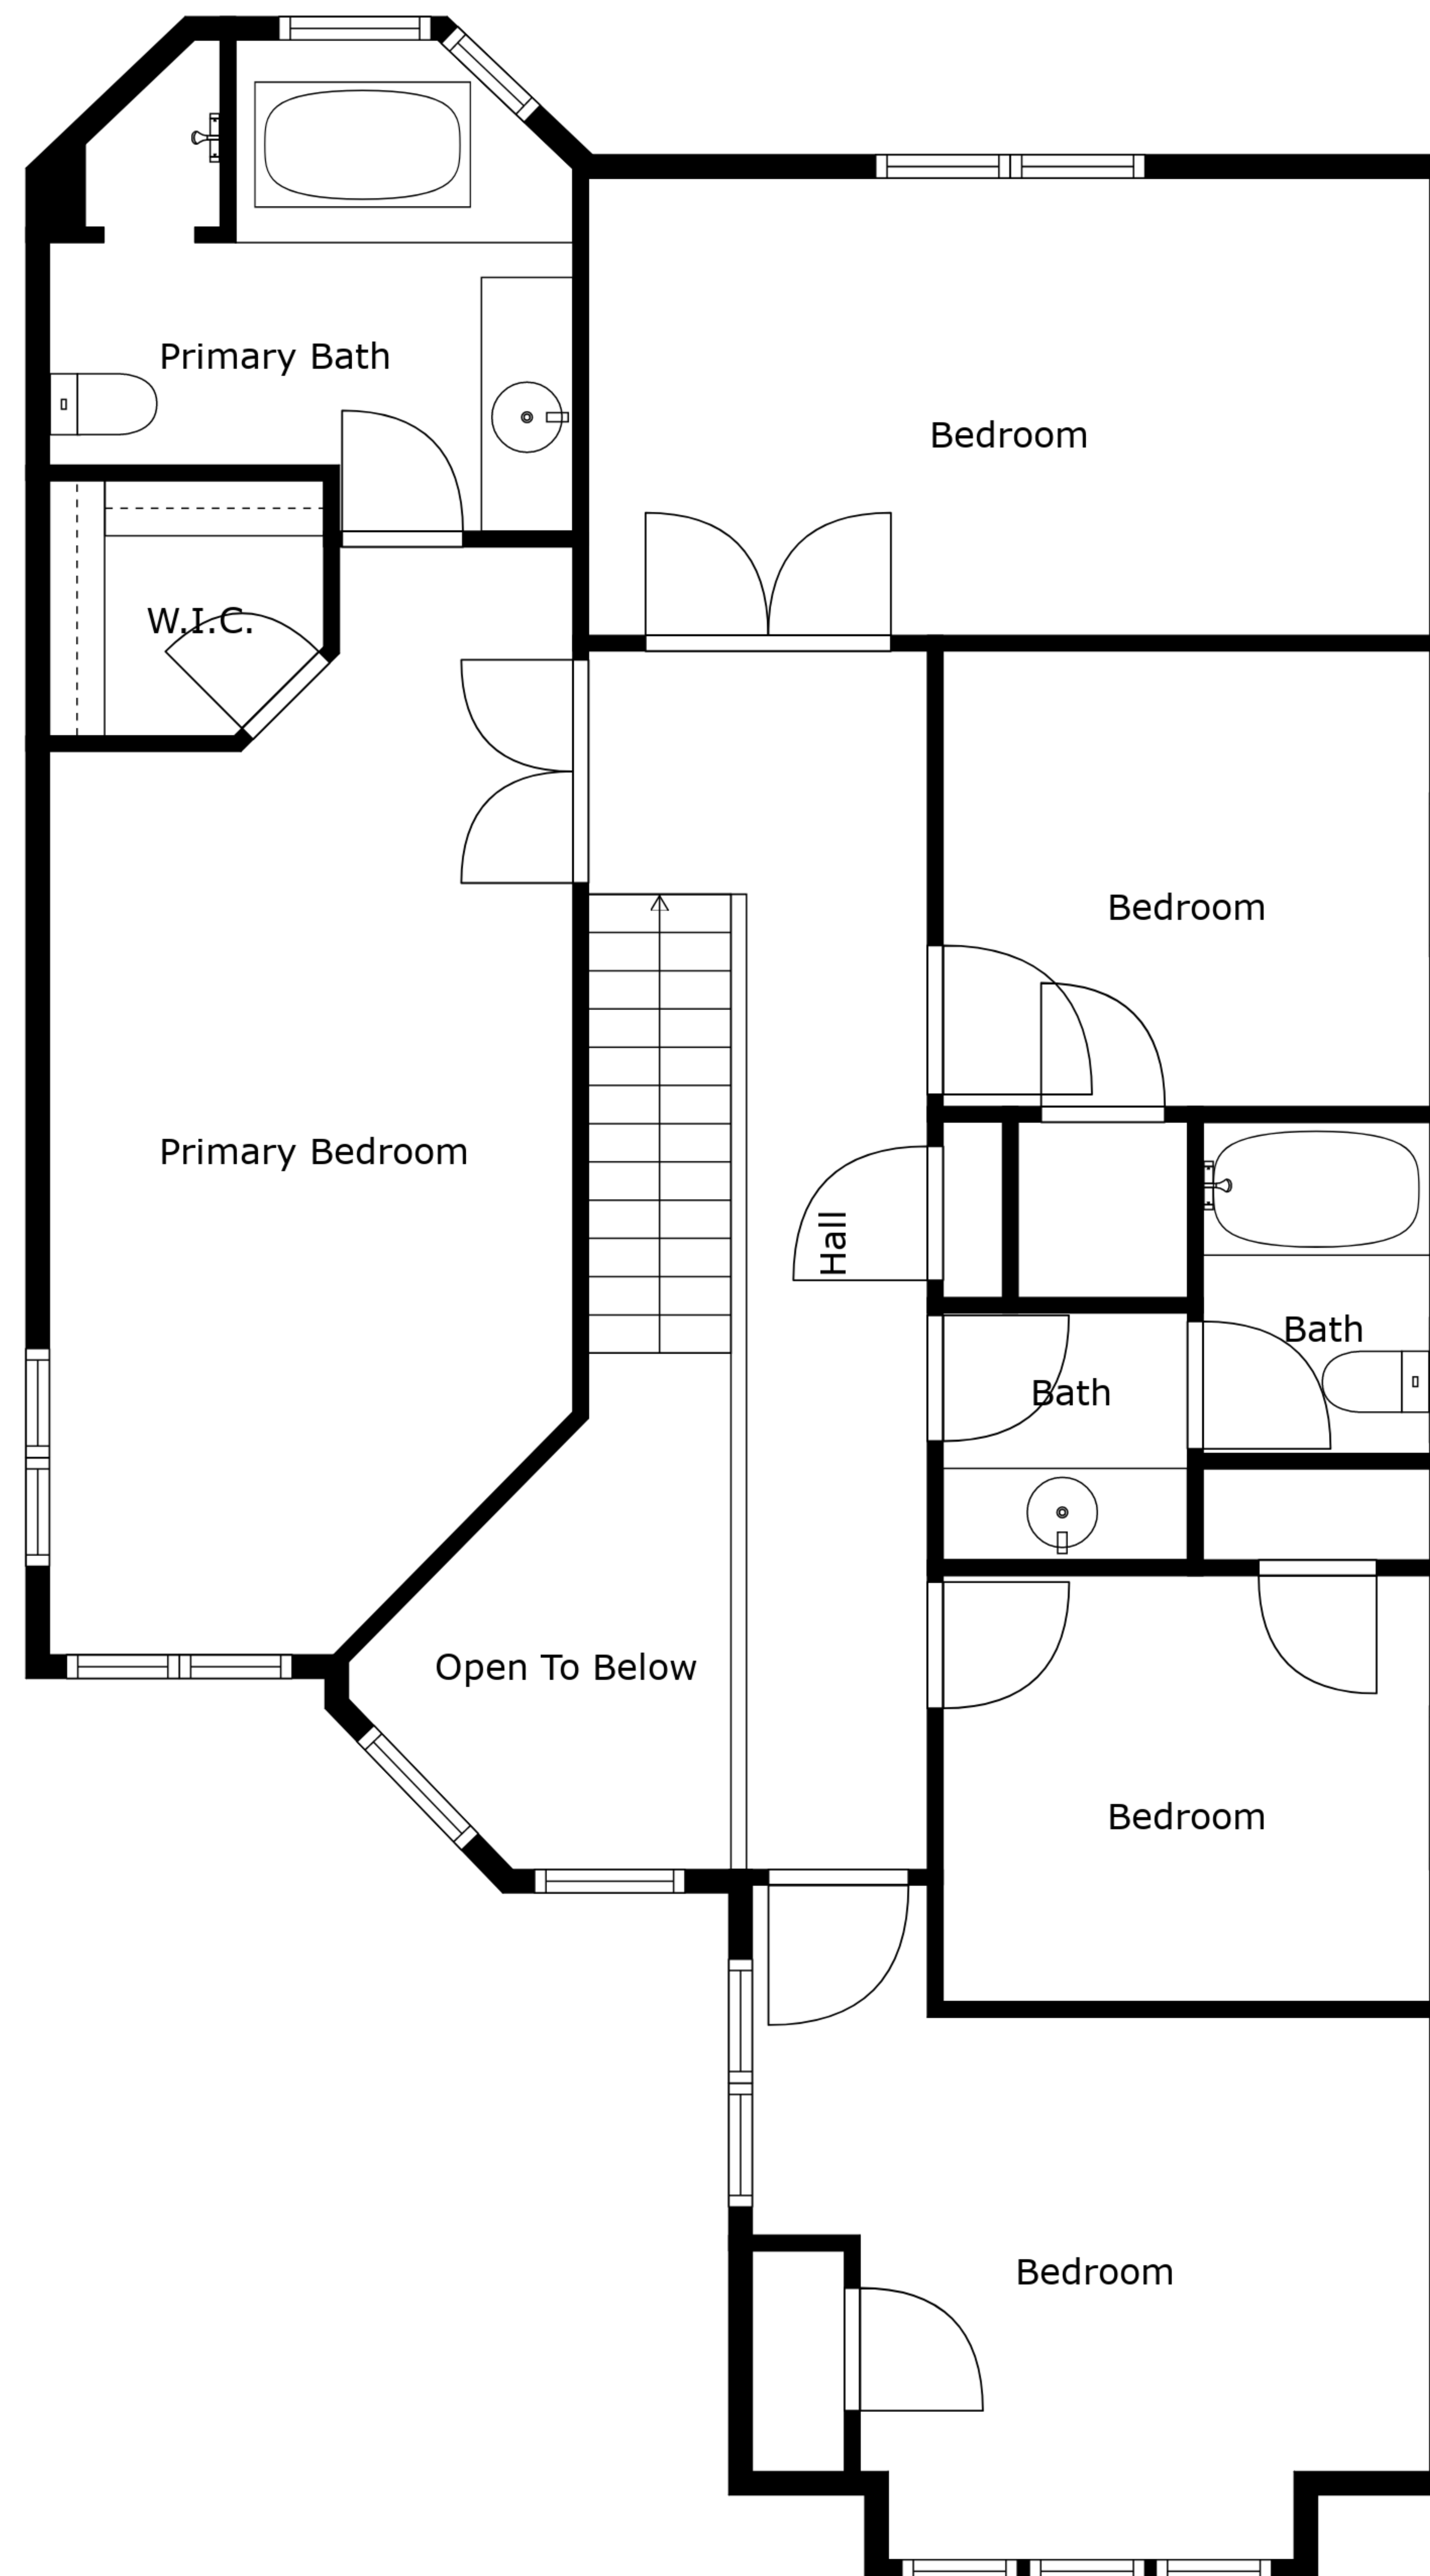 Primary Bath
Bedroom
W.I.C.
Bedroom
Primary Bedroom
Hall
Bath
Bath
Open To Below
Bedroom
Bedroom